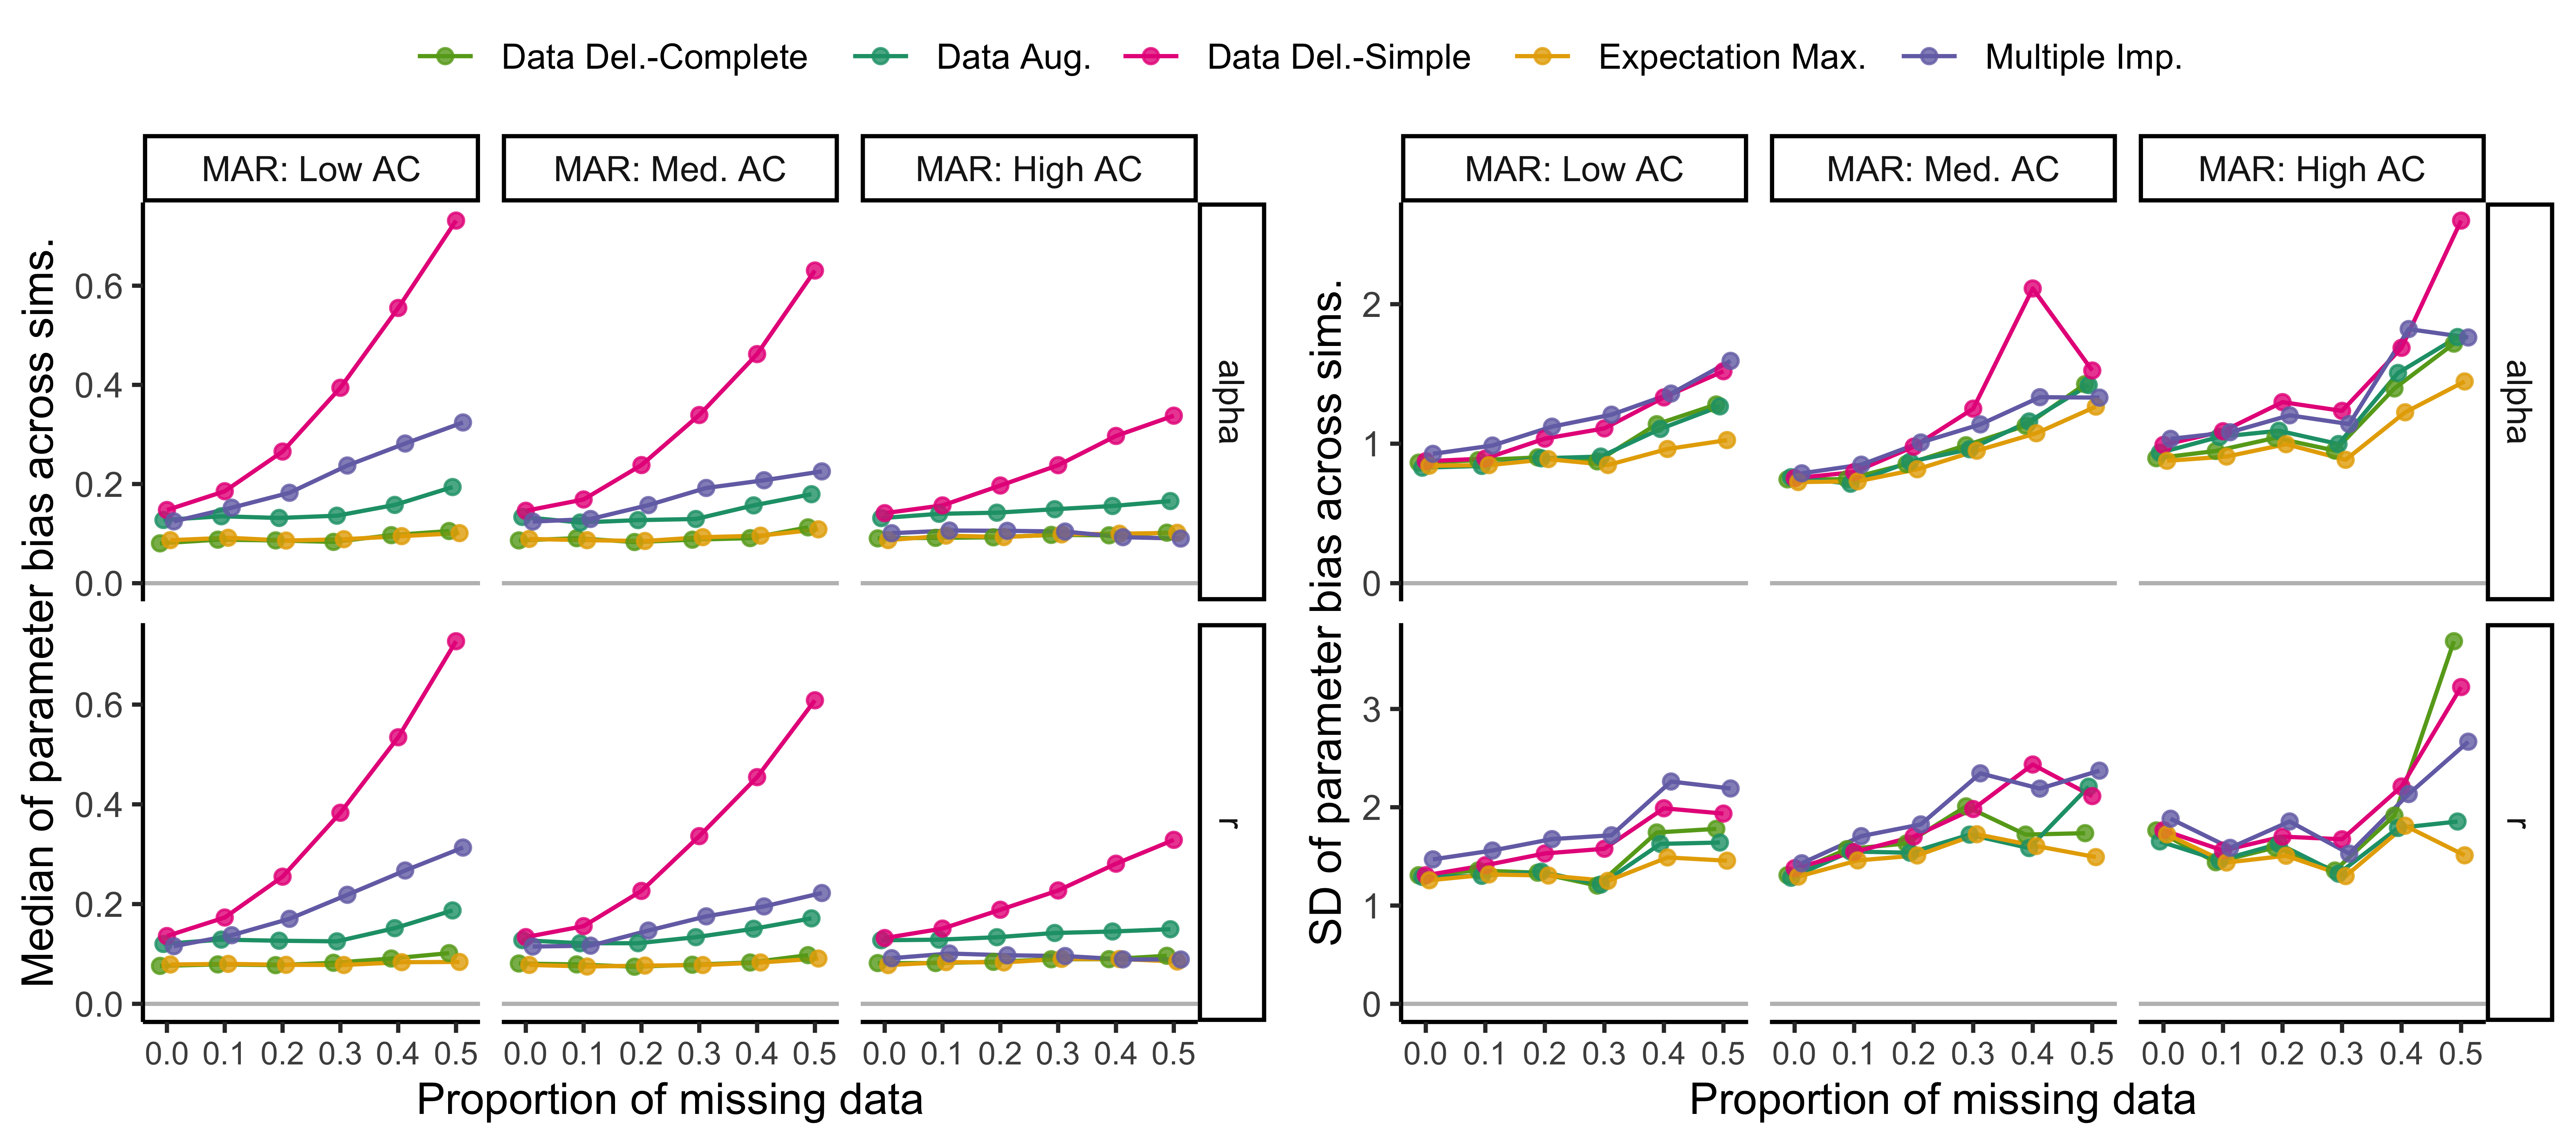 Data Del.-Complete Data Aug. Data Del.-Simple Expectation Max. Multiple Imp.
MAR: Low AC MAR: Med. AC MAR: High AC
Median of parameter bias across sims.
0.6
0.4
0.2
0.0
alpha
0.6
0.4
0.2
0.0
r
0.0 0.1 0.2 0.3 0.4 0.5 0.0 0.1 0.2 0.3 0.4 0.5 0.0 0.1 0.2 0.3 0.4 0.5
Proportion of missing data
MAR: Low AC MAR: Med. AC MAR: High AC
SD of parameter bias across sims.
2
1
0
alpha
3
2
1
0
r
0.0 0.1 0.2 0.3 0.4 0.5 0.0 0.1 0.2 0.3 0.4 0.5 0.0 0.1 0.2 0.3 0.4 0.5
Proportion of missing data